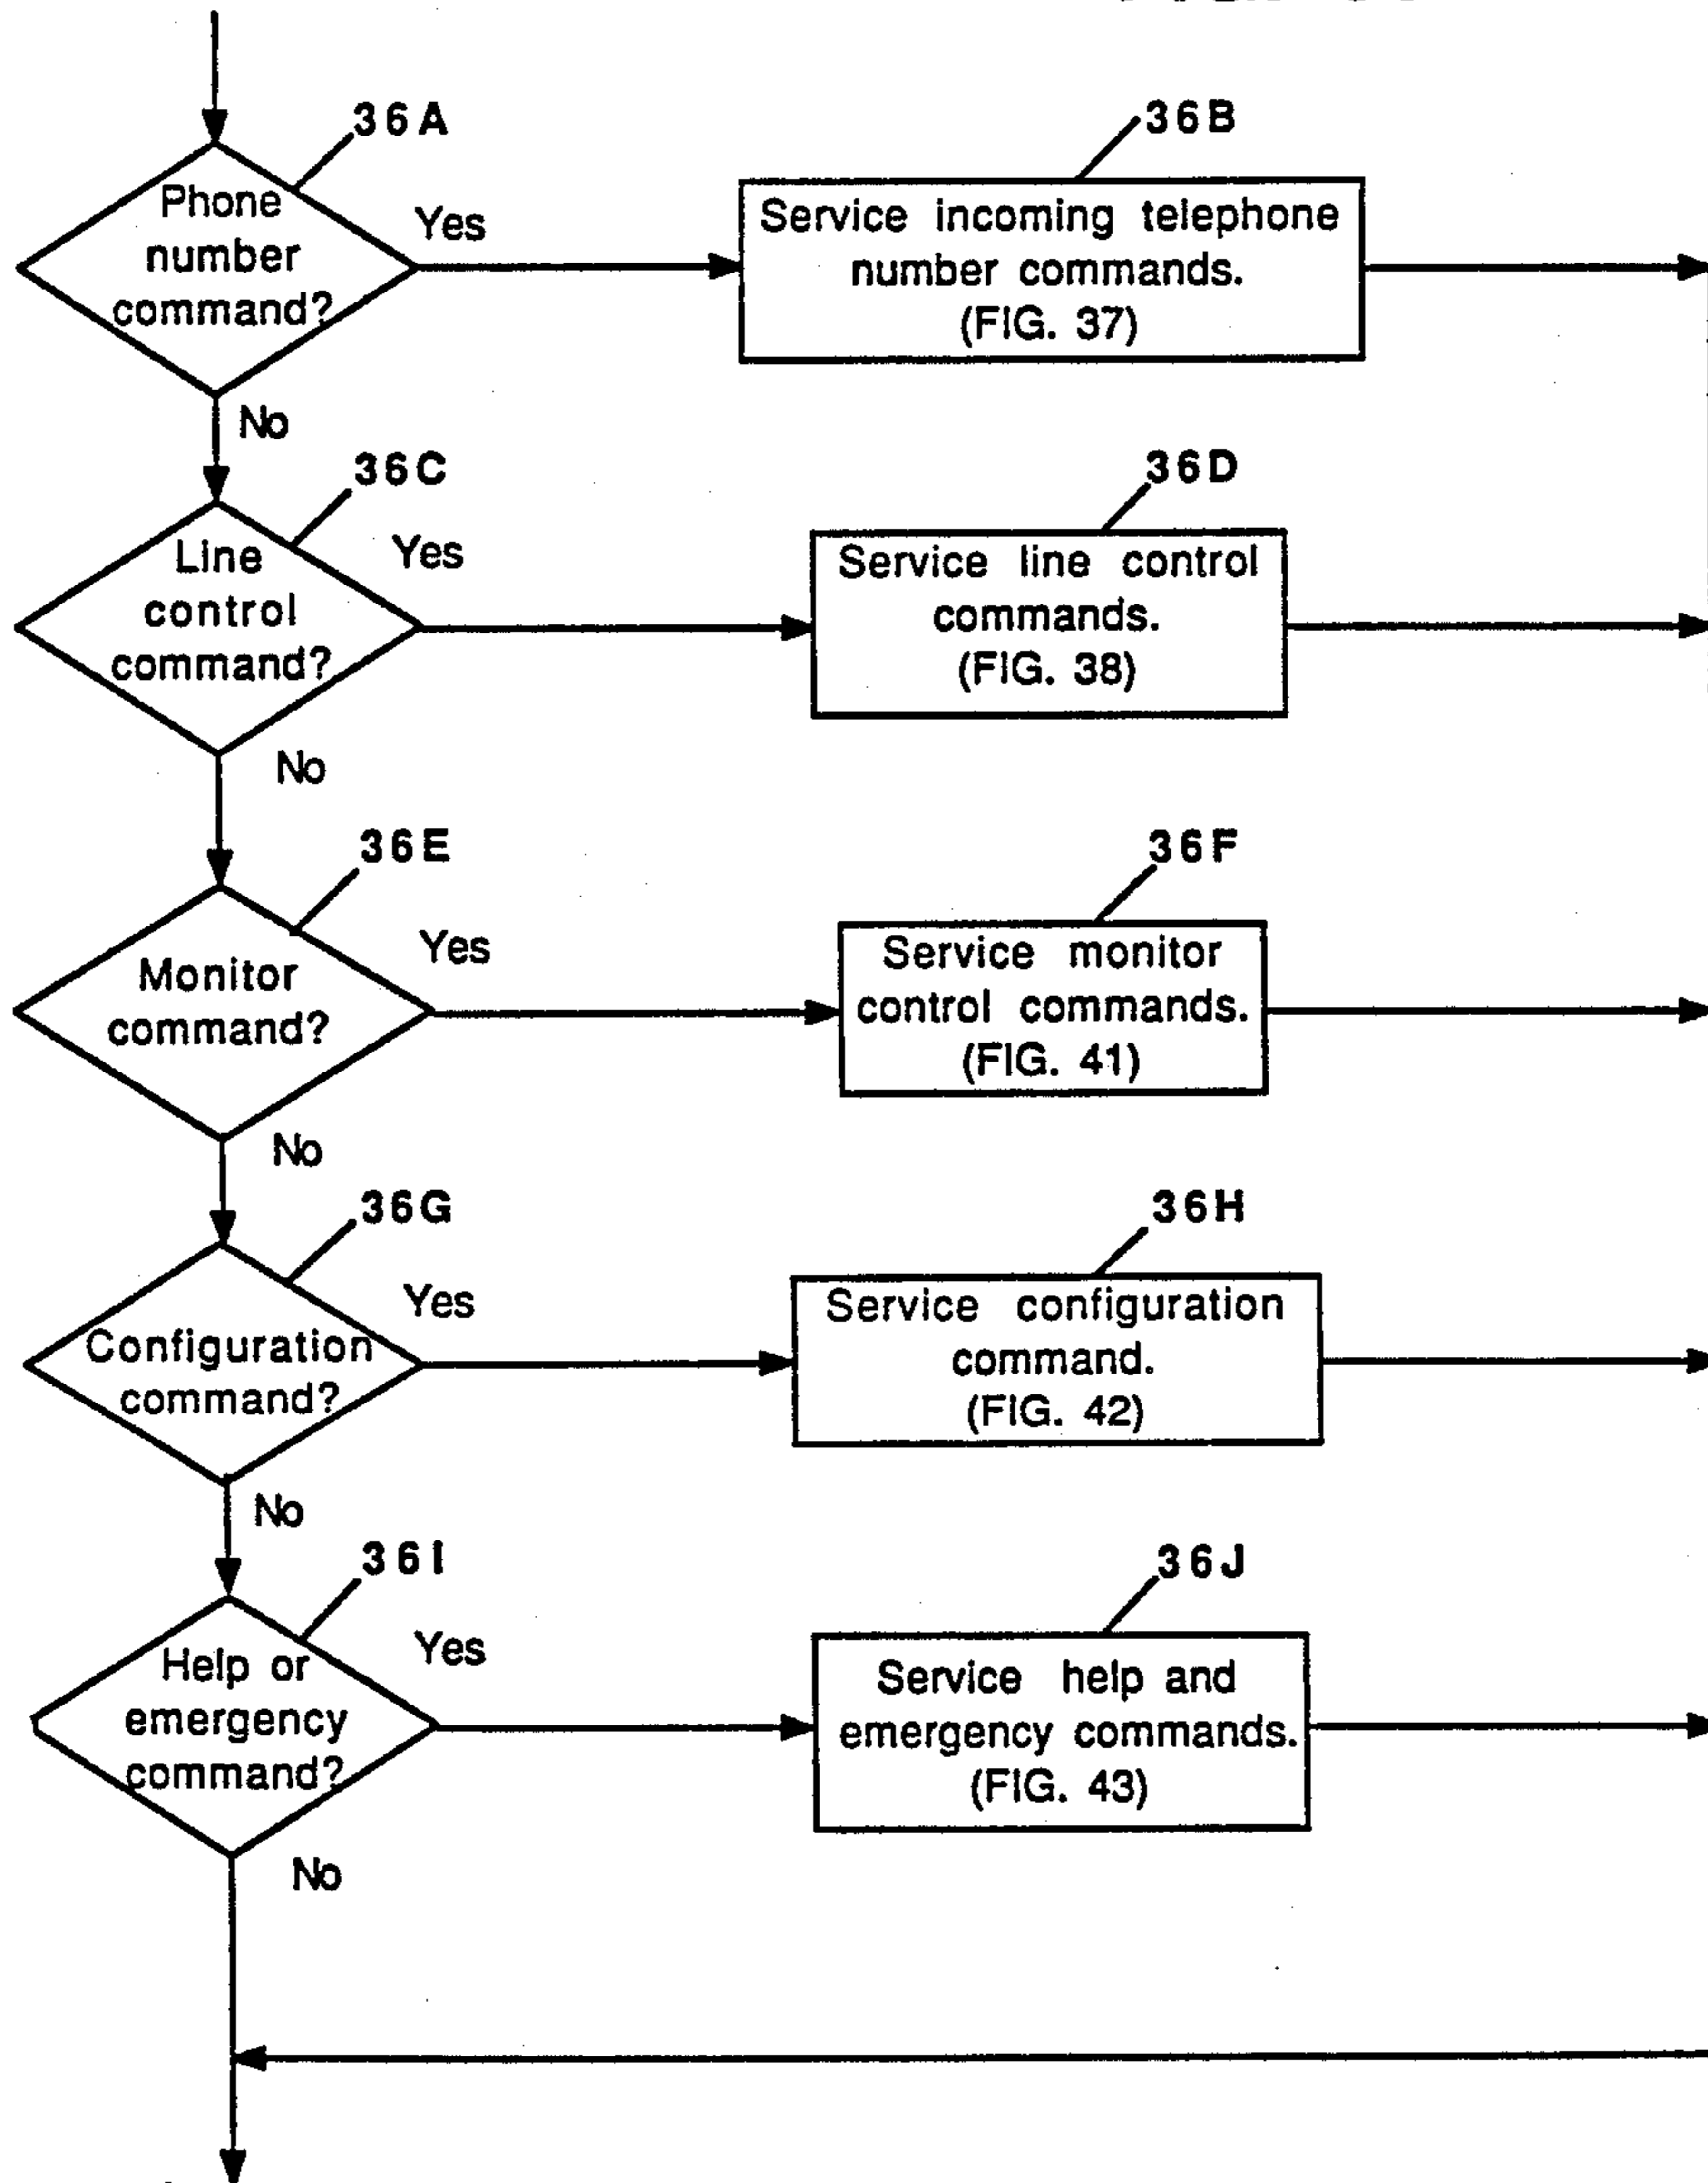 36A
Phone
number
command?
Yes
36B
Service incoming telephone
number commands.
(FIG. 37)
No
36C
Line
control
command?
Yes
36D
Service line control
commands.
(FIG. 38)
No
36E
Monitor
command?
Yes
36F
Service monitor
control commands.
(FIG. 41)
No
36G
Configuration
command?
Yes
36H
Service configuration
command.
(FIG. 42)
No
36I
Help or
emergency
command?
Yes
36J
Service help and
emergency commands.
(FIG. 43)
No